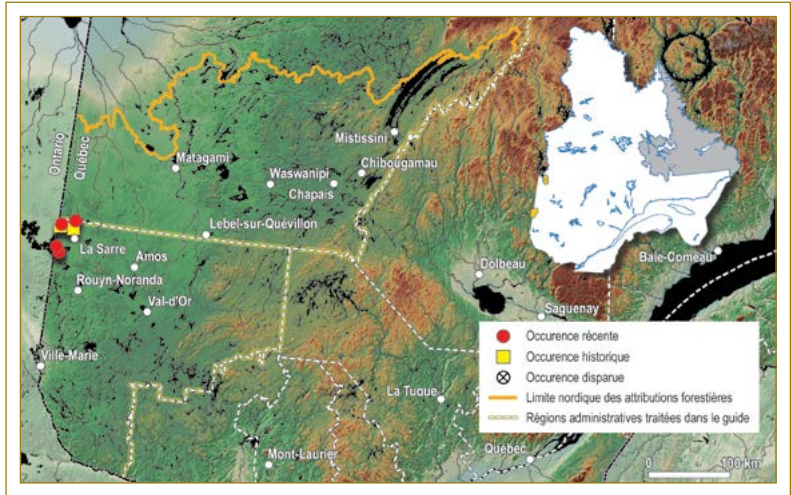 Ontario
Québec
Matagami
Mistissini
Waswanipi
Chibougamau
Chapais
Lebel-sur-Quévillon
La Sarre
Amos
Rouyn-Noranda
Val-d'Or
Ville-Marie
Dolbeau
Baie-Comeau
Saguenay
La Tuque
Mont-Laurier
Québec
Occurence récente
Occurence historique
Occurence disparue
Limite nordique des attributions forestières
Régions administratives traitées dans le guide
0 100 km